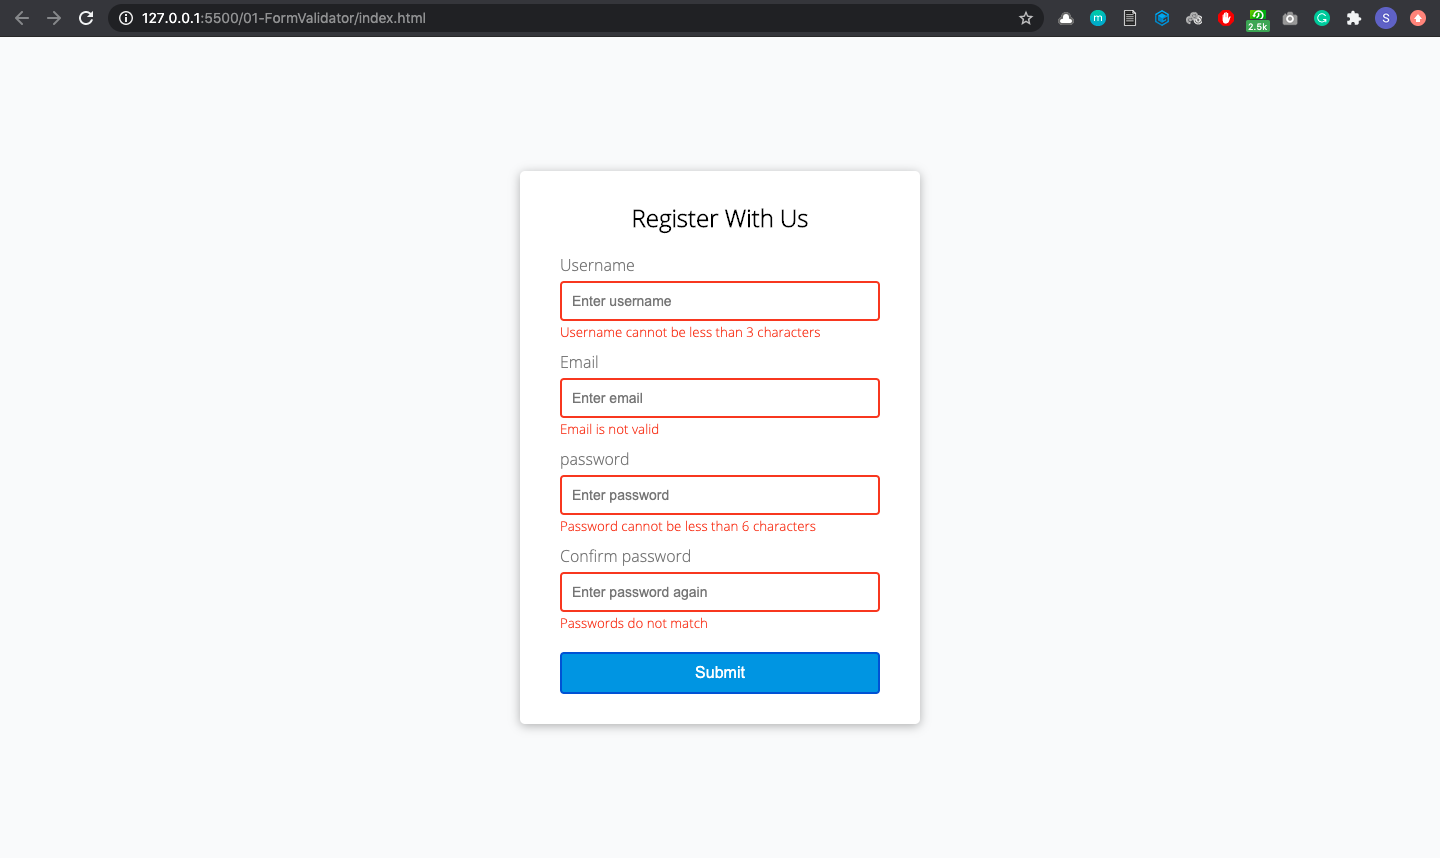 127.0.0.1:5500/01-FormValidator/index.html
m
2.5k
S
Register With Us
Username
Enter username
Username cannot be less than 3 characters
Email
Enter email
Email is not valid
password
Enter password
Password cannot be less than 6 characters
Confirm password
Enter password again
Passwords do not match
Submit